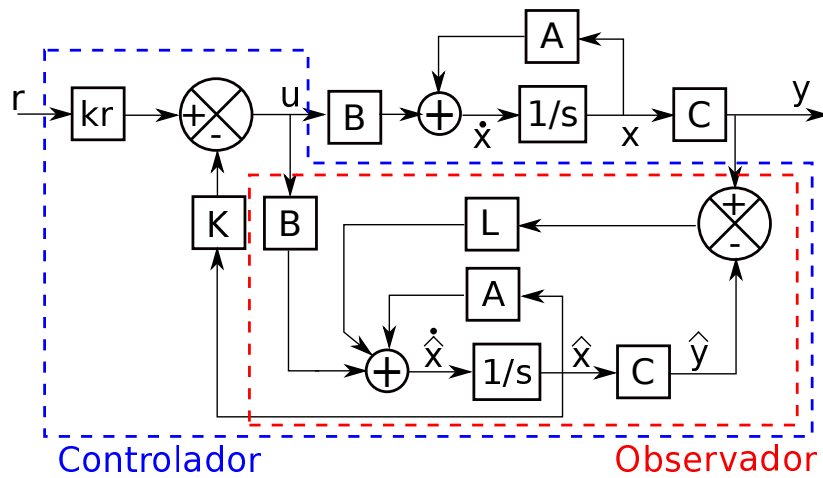 A
r
kr
+
-
u
B
+
ẋ
1/s
x
C
y
K
B
L
+
-
A
+
x̂̇
1/s
x̂
C
ŷ
Controlador
Observador